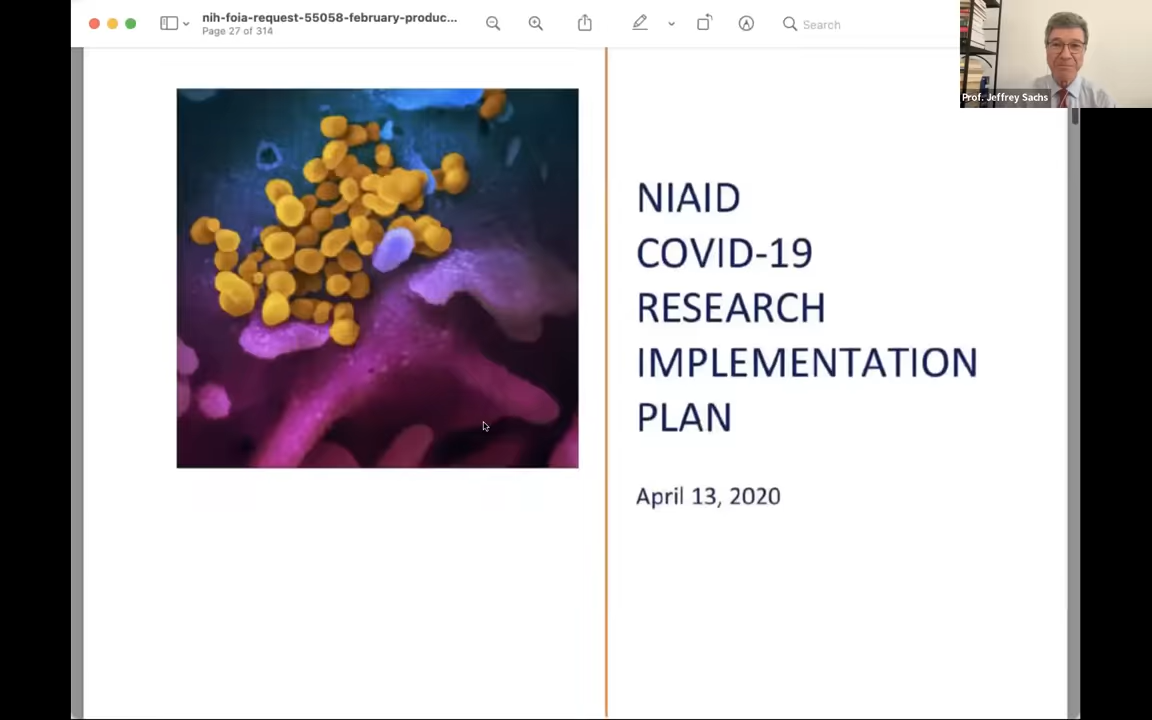 nih-foia-request-55058-february-produc...
Page 27 of 314
Search
Prof. Jeffrey Sachs
NIAID
COVID-19
RESEARCH
IMPLEMENTATION
PLAN
April 13, 2020